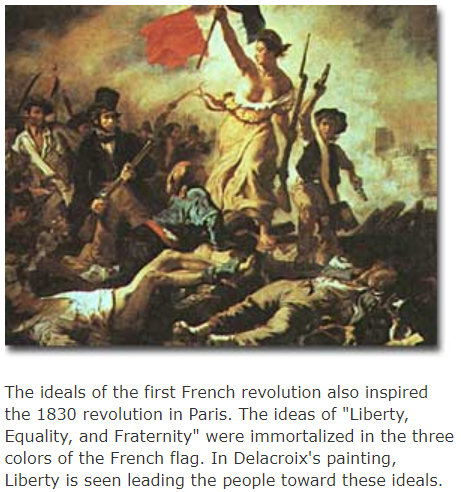 The ideals of the first French revolution also inspired
the 1830 revolution in Paris. The ideas of "Liberty,
Equality, and Fraternity" were immortalized in the three
colors of the French flag. In Delacroix's painting,
Liberty is seen leading the people toward these ideals.